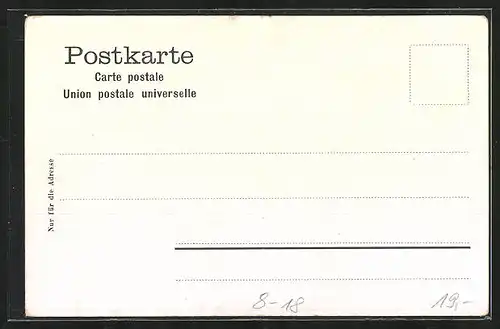 Postkarte
Carte postale
Union postale universelle
Nur für die Adresse
8-18
19,-